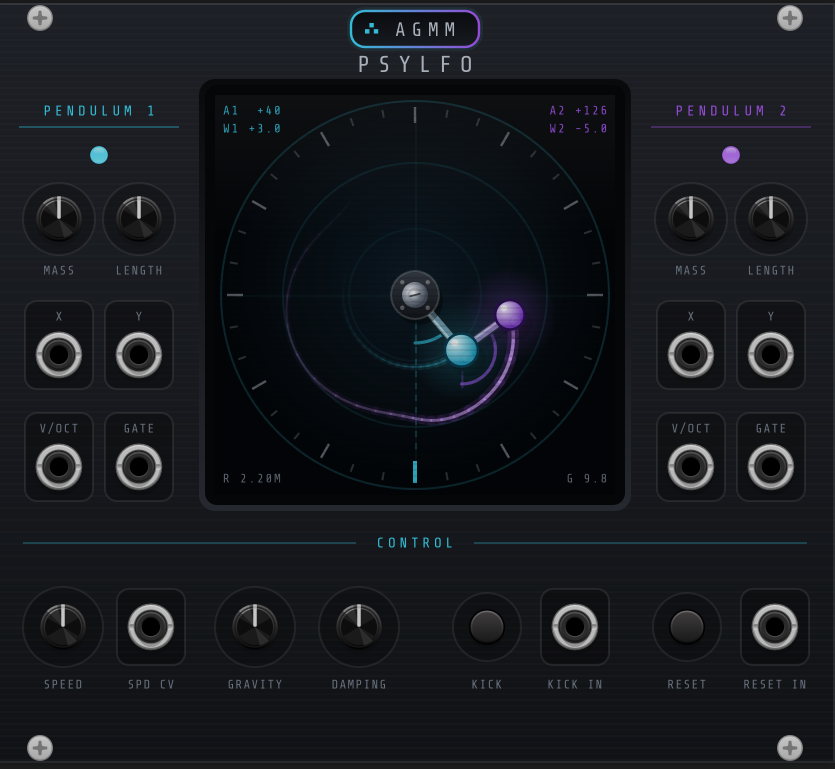 AGMM
PSYLFO
PENDULUM 1
A1 +40
W1 +3.0
A2 +126
W2 -5.0
PENDULUM 2
MASS LENGTH
MASS LENGTH
X Y
X Y
V/OCT GATE
V/OCT GATE
R 2.20M
G 9.8
CONTROL
SPEED SPD CV GRAVITY DAMPING KICK KICK IN RESET RESET IN